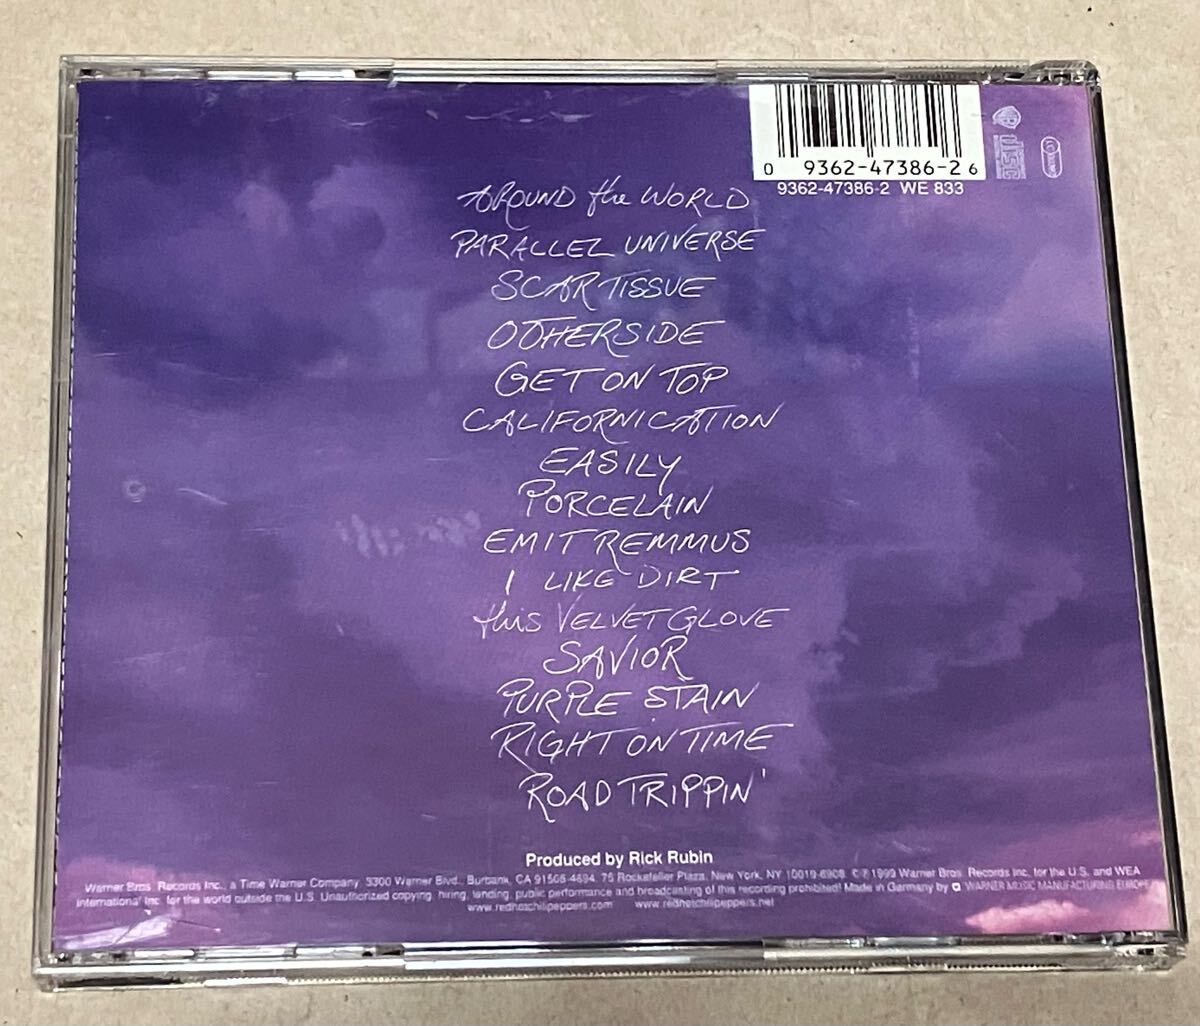 0 9362-47386-2 6
9362-47386-2 WE 833
AROUND the WORLD
PARALLEL UNIVERSE
SCAR TISSUE
OTHERSIDE
GET ON TOP
CALIFORNICATION
EASILY
PORCELAIN
EMIT REMMUS
I LIKE DIRT
this VELVET GLOVE
SAVIOR
PURPLE STAIN
RIGHT ON TIME
ROAD TRIPPIN'
Produced by Rick Rubin
Warner Bros. Records Inc., a Time Warner Company. 3300 Warner Blvd., Burbank, CA 91505-4694. 75 Rockefeller Plaza, New York, NY 10019-6908. © ℗ 1999 Warner Bros. Records Inc. for the U.S. and WEA
International Inc. for the world outside the U.S. Unauthorized copying, hiring, lending, public performance and broadcasting of this recording prohibited! Made in Germany by WARNER MUSIC MANUFACTURING EUROPE
www.redhotchilipeppers.com www.redhotchilipeppers.net